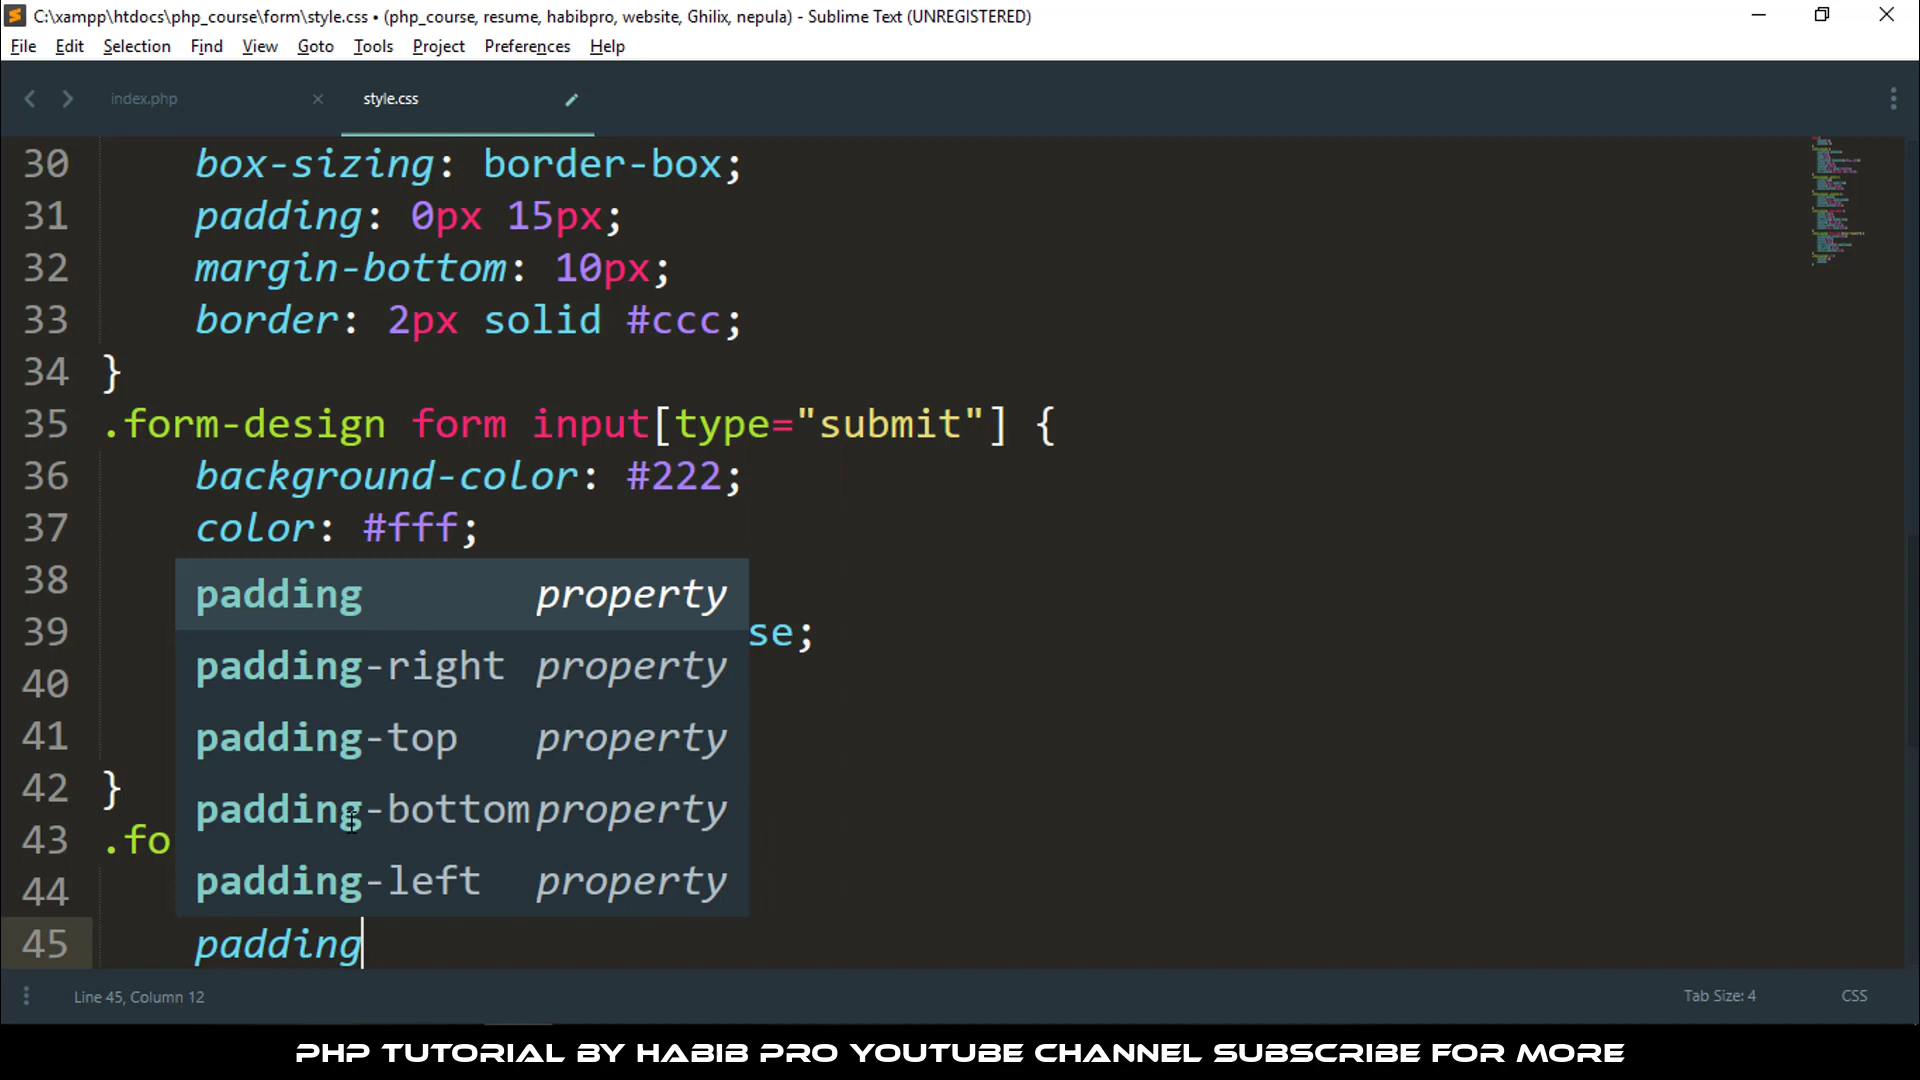 C:\xampp\htdocs\php_course\form\style.css • (php_course, resume, habibpro, website, Ghilix, nepula) - Sublime Text (UNREGISTERED)
File Edit Selection Find View Goto Tools Project Preferences Help
index.php style.css
30 box-sizing: border-box;
31 padding: 0px 15px;
32 margin-bottom: 10px;
33 border: 2px solid #ccc;
34 }
35 .form-design form input[type="submit"] {
36 background-color: #222;
37 color: #fff;
38 padding property
39 se;
40 padding-right property
41 padding-top property
42 } padding-bottom property
43 .fo
44 padding-left property
45 padding
Line 45, Column 12 Tab Size: 4 CSS
PHP TUTORIAL BY HABIB PRO YOUTUBE CHANNEL SUBSCRIBE FOR MORE